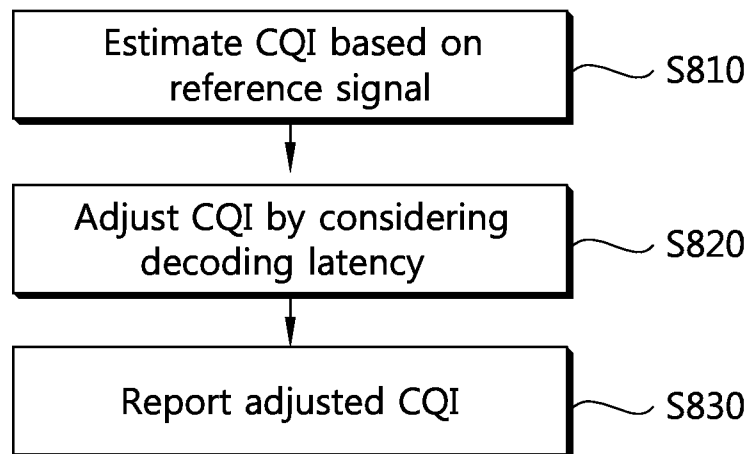 Estimate CQI based on
reference signal
S810
Adjust CQI by considering
decoding latency
S820
Report adjusted CQI
S830